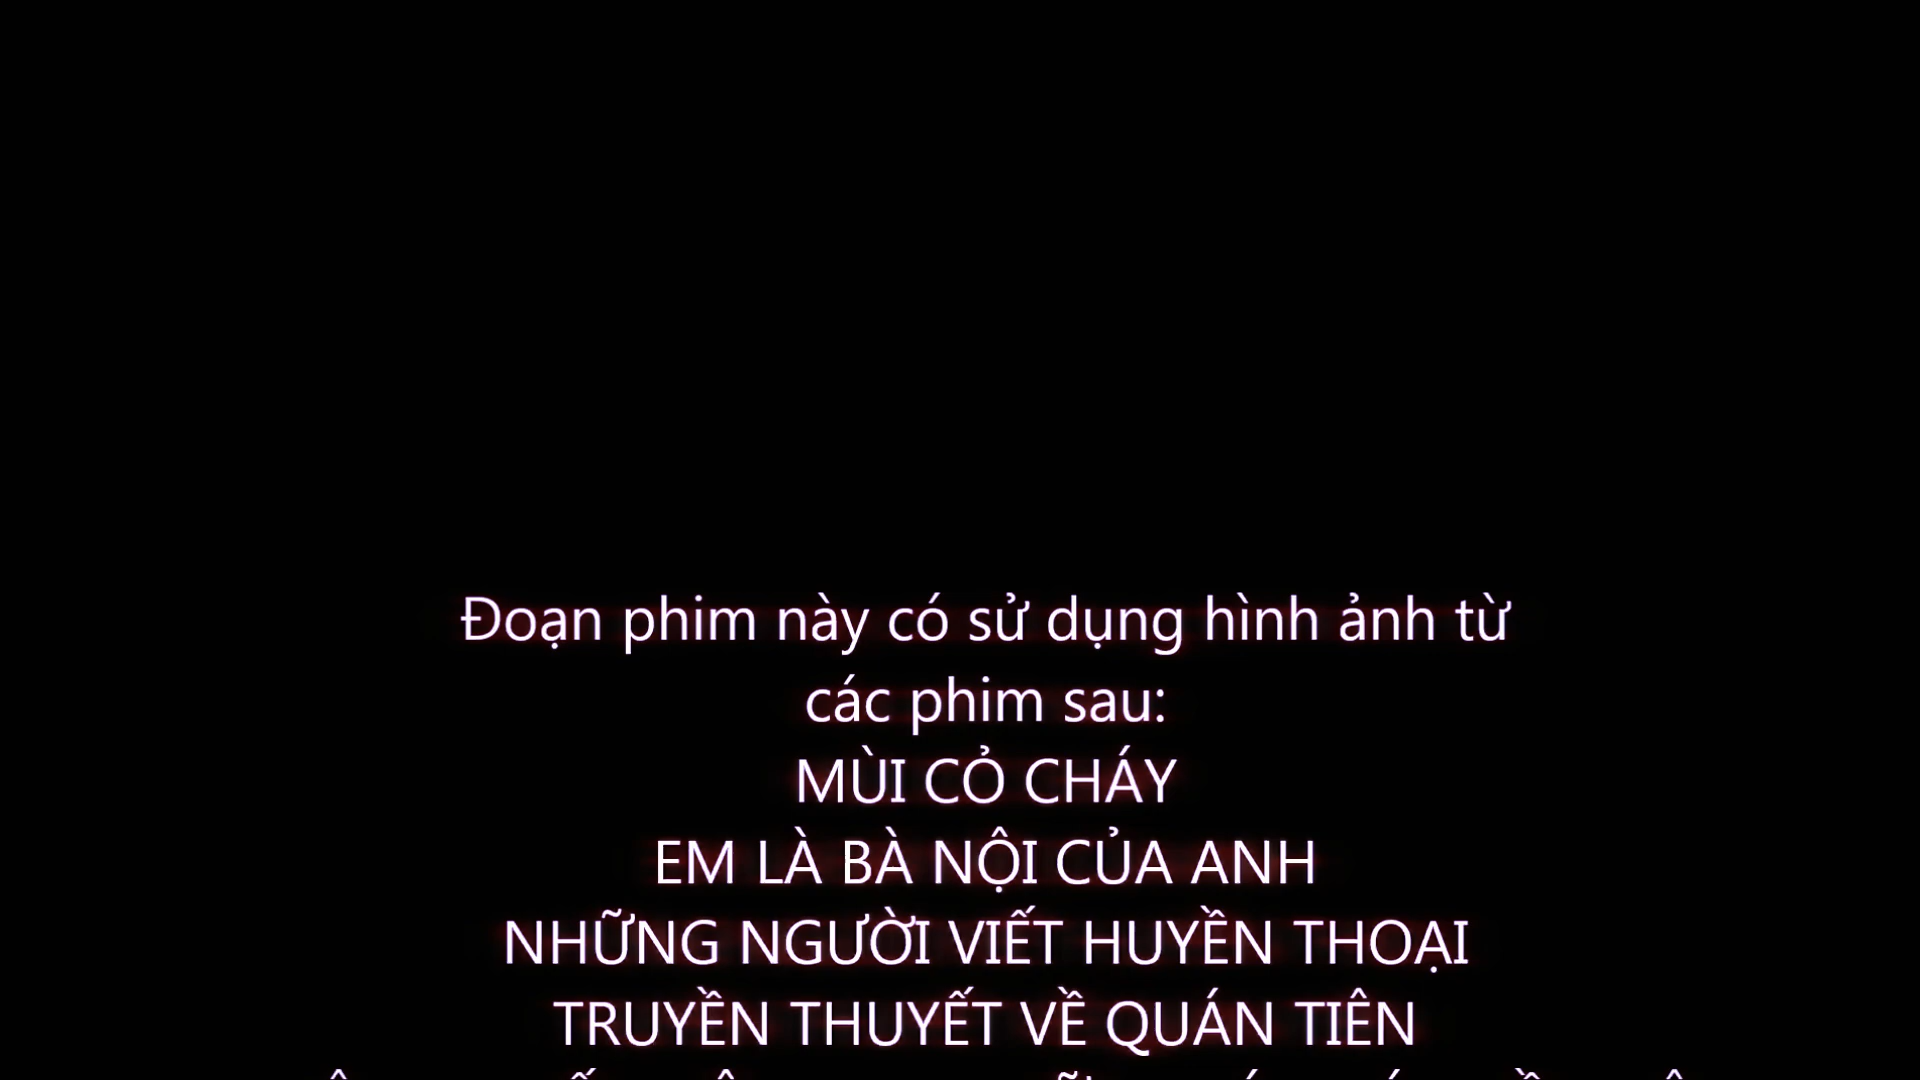 Đoạn phim này có sử dụng hình ảnh từ
các phim sau:
MÙI CỎ CHÁY
EM LÀ BÀ NỘI CỦA ANH
NHỮNG NGƯỜI VIẾT HUYỀN THOẠI
TRUYỀN THUYẾT VỀ QUÁN TIÊN